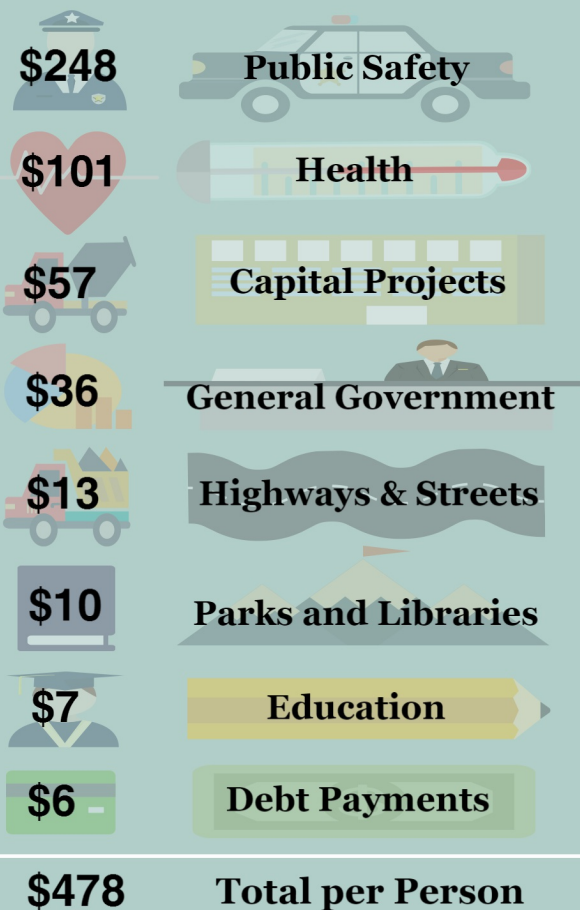 $248 Public Safety
$101 Health
$57 Capital Projects
$36 General Government
$13 Highways & Streets
$10 Parks and Libraries
$7 Education
$6 Debt Payments
$478 Total per Person